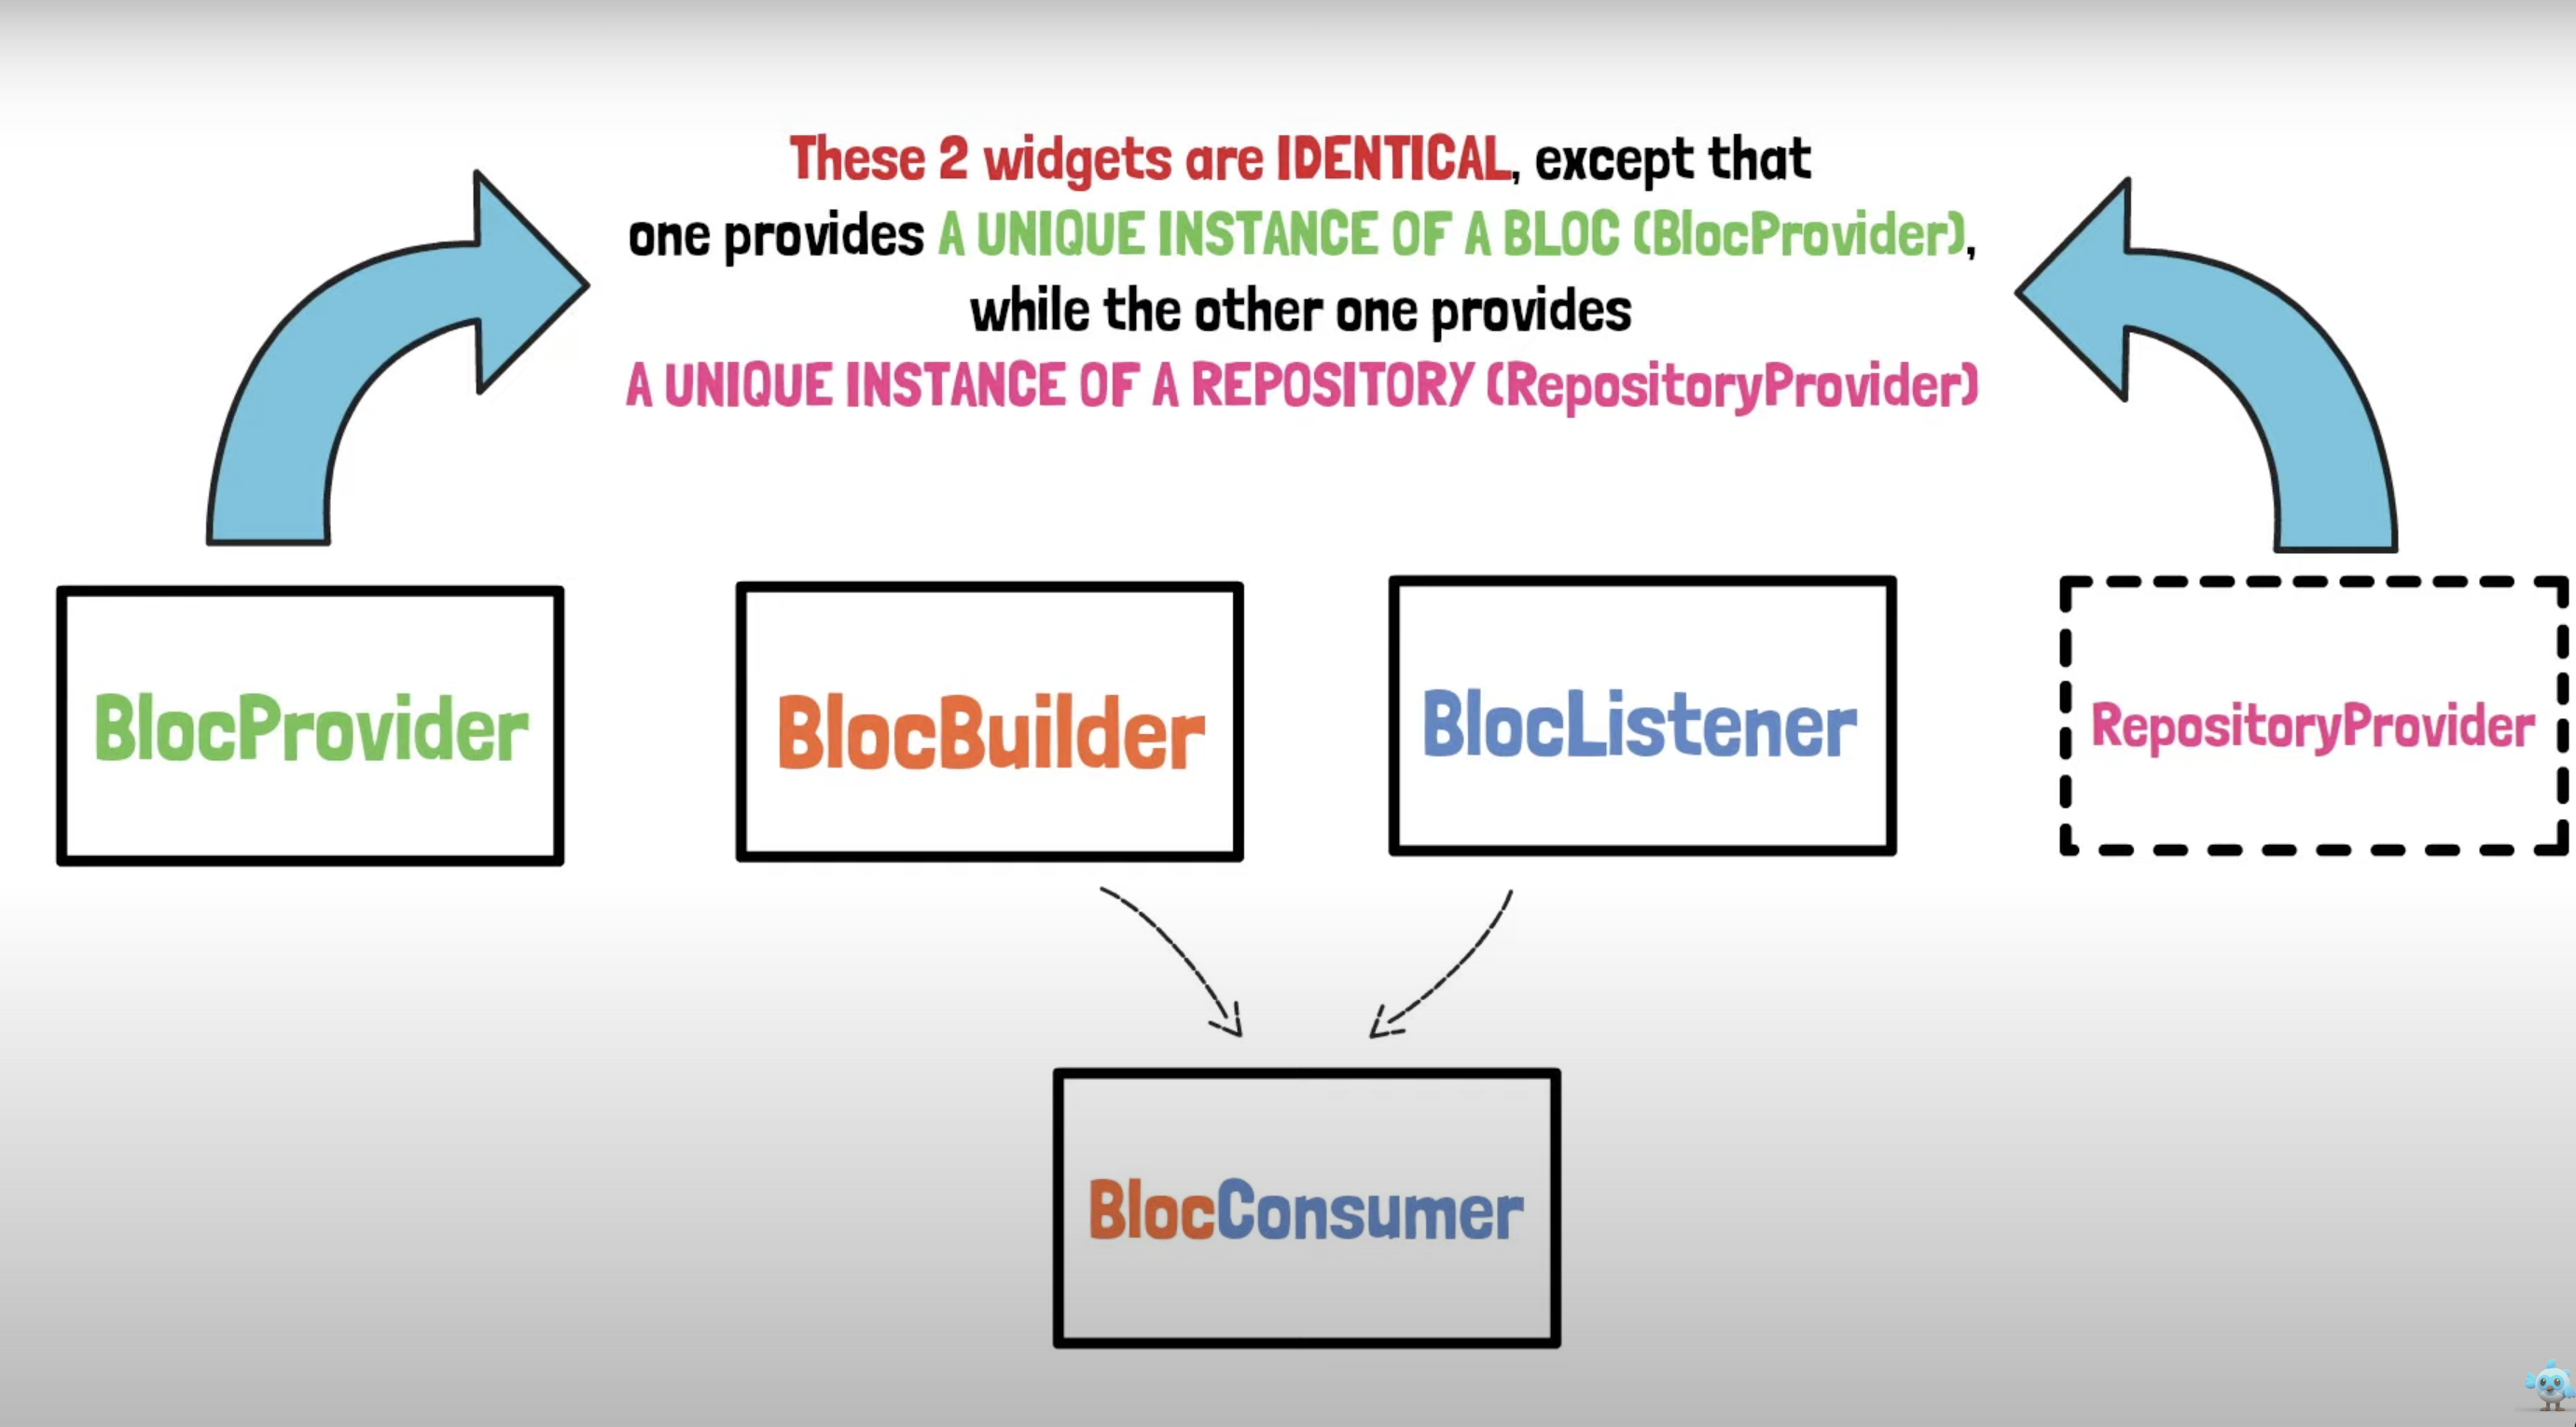 These 2 widgets are IDENTICAL, except that
one provides A UNIQUE INSTANCE OF A BLOC (BlocProvider),
while the other one provides
A UNIQUE INSTANCE OF A REPOSITORY (RepositoryProvider)
BlocProvider
BlocBuilder
BlocListener
RepositoryProvider
BlocConsumer